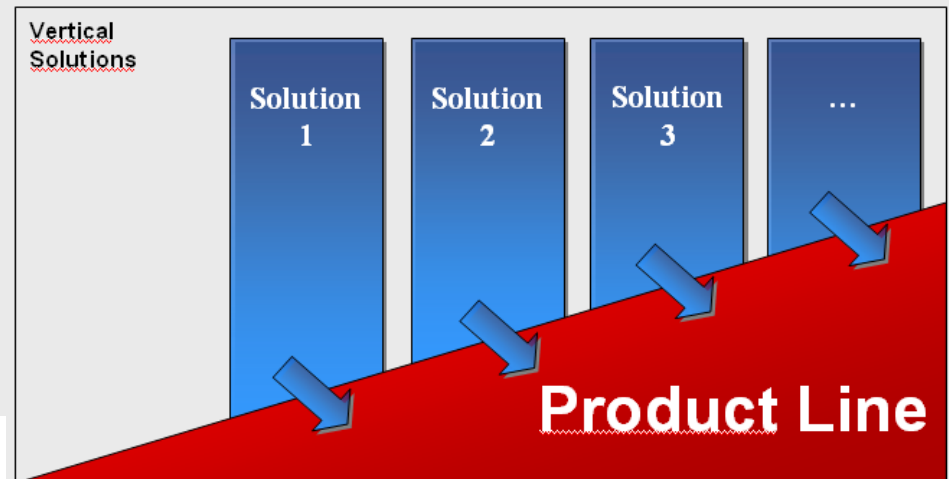 Vertical
Solutions
Solution
1
Solution
2
Solution
3
...
Product Line